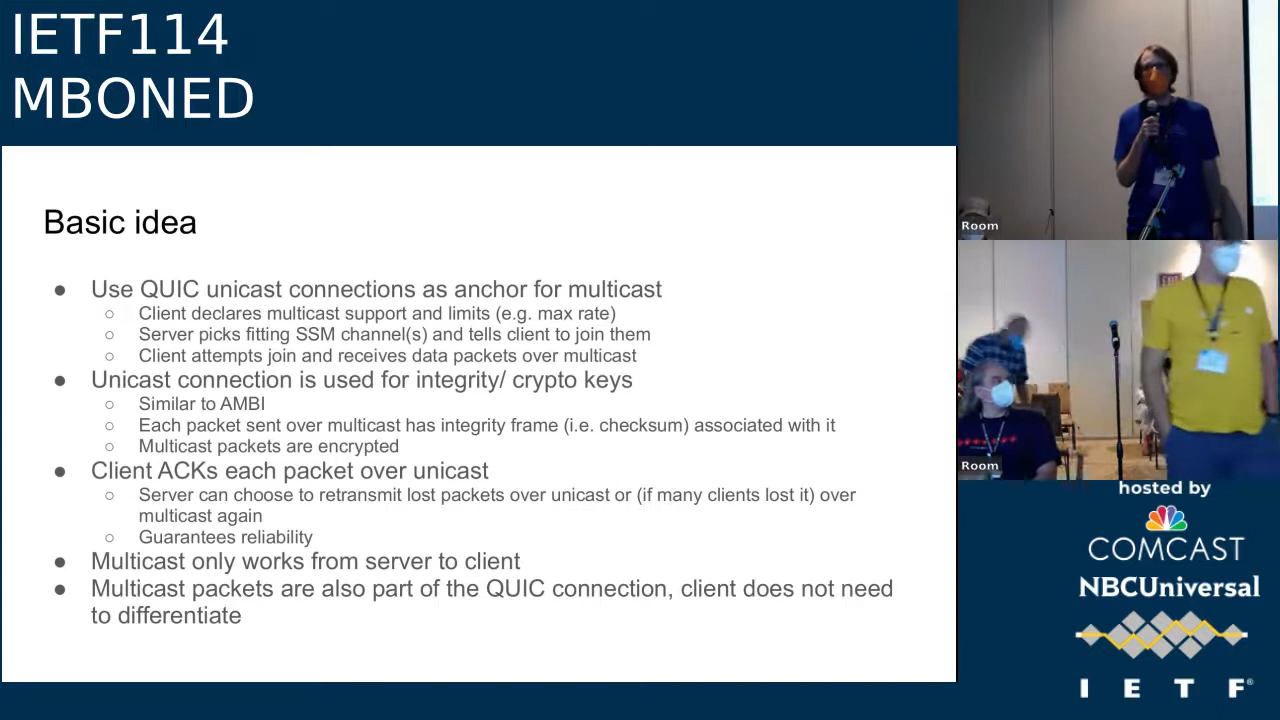 IETF114
MBONED
Basic idea
● Use QUIC unicast connections as anchor for multicast
○ Client declares multicast support and limits (e.g. max rate)
○ Server picks fitting SSM channel(s) and tells client to join them
○ Client attempts join and receives data packets over multicast
● Unicast connection is used for integrity/ crypto keys
○ Similar to AMBI
○ Each packet sent over multicast has integrity frame (i.e. checksum) associated with it
○ Multicast packets are encrypted
● Client ACKs each packet over unicast
○ Server can choose to retransmit lost packets over unicast or (if many clients lost it) over
multicast again
○ Guarantees reliability
● Multicast only works from server to client
● Multicast packets are also part of the QUIC connection, client does not need
to differentiate
Room
EXIT
Room
hosted by
COMCAST
NBCUniversal
I E T F®